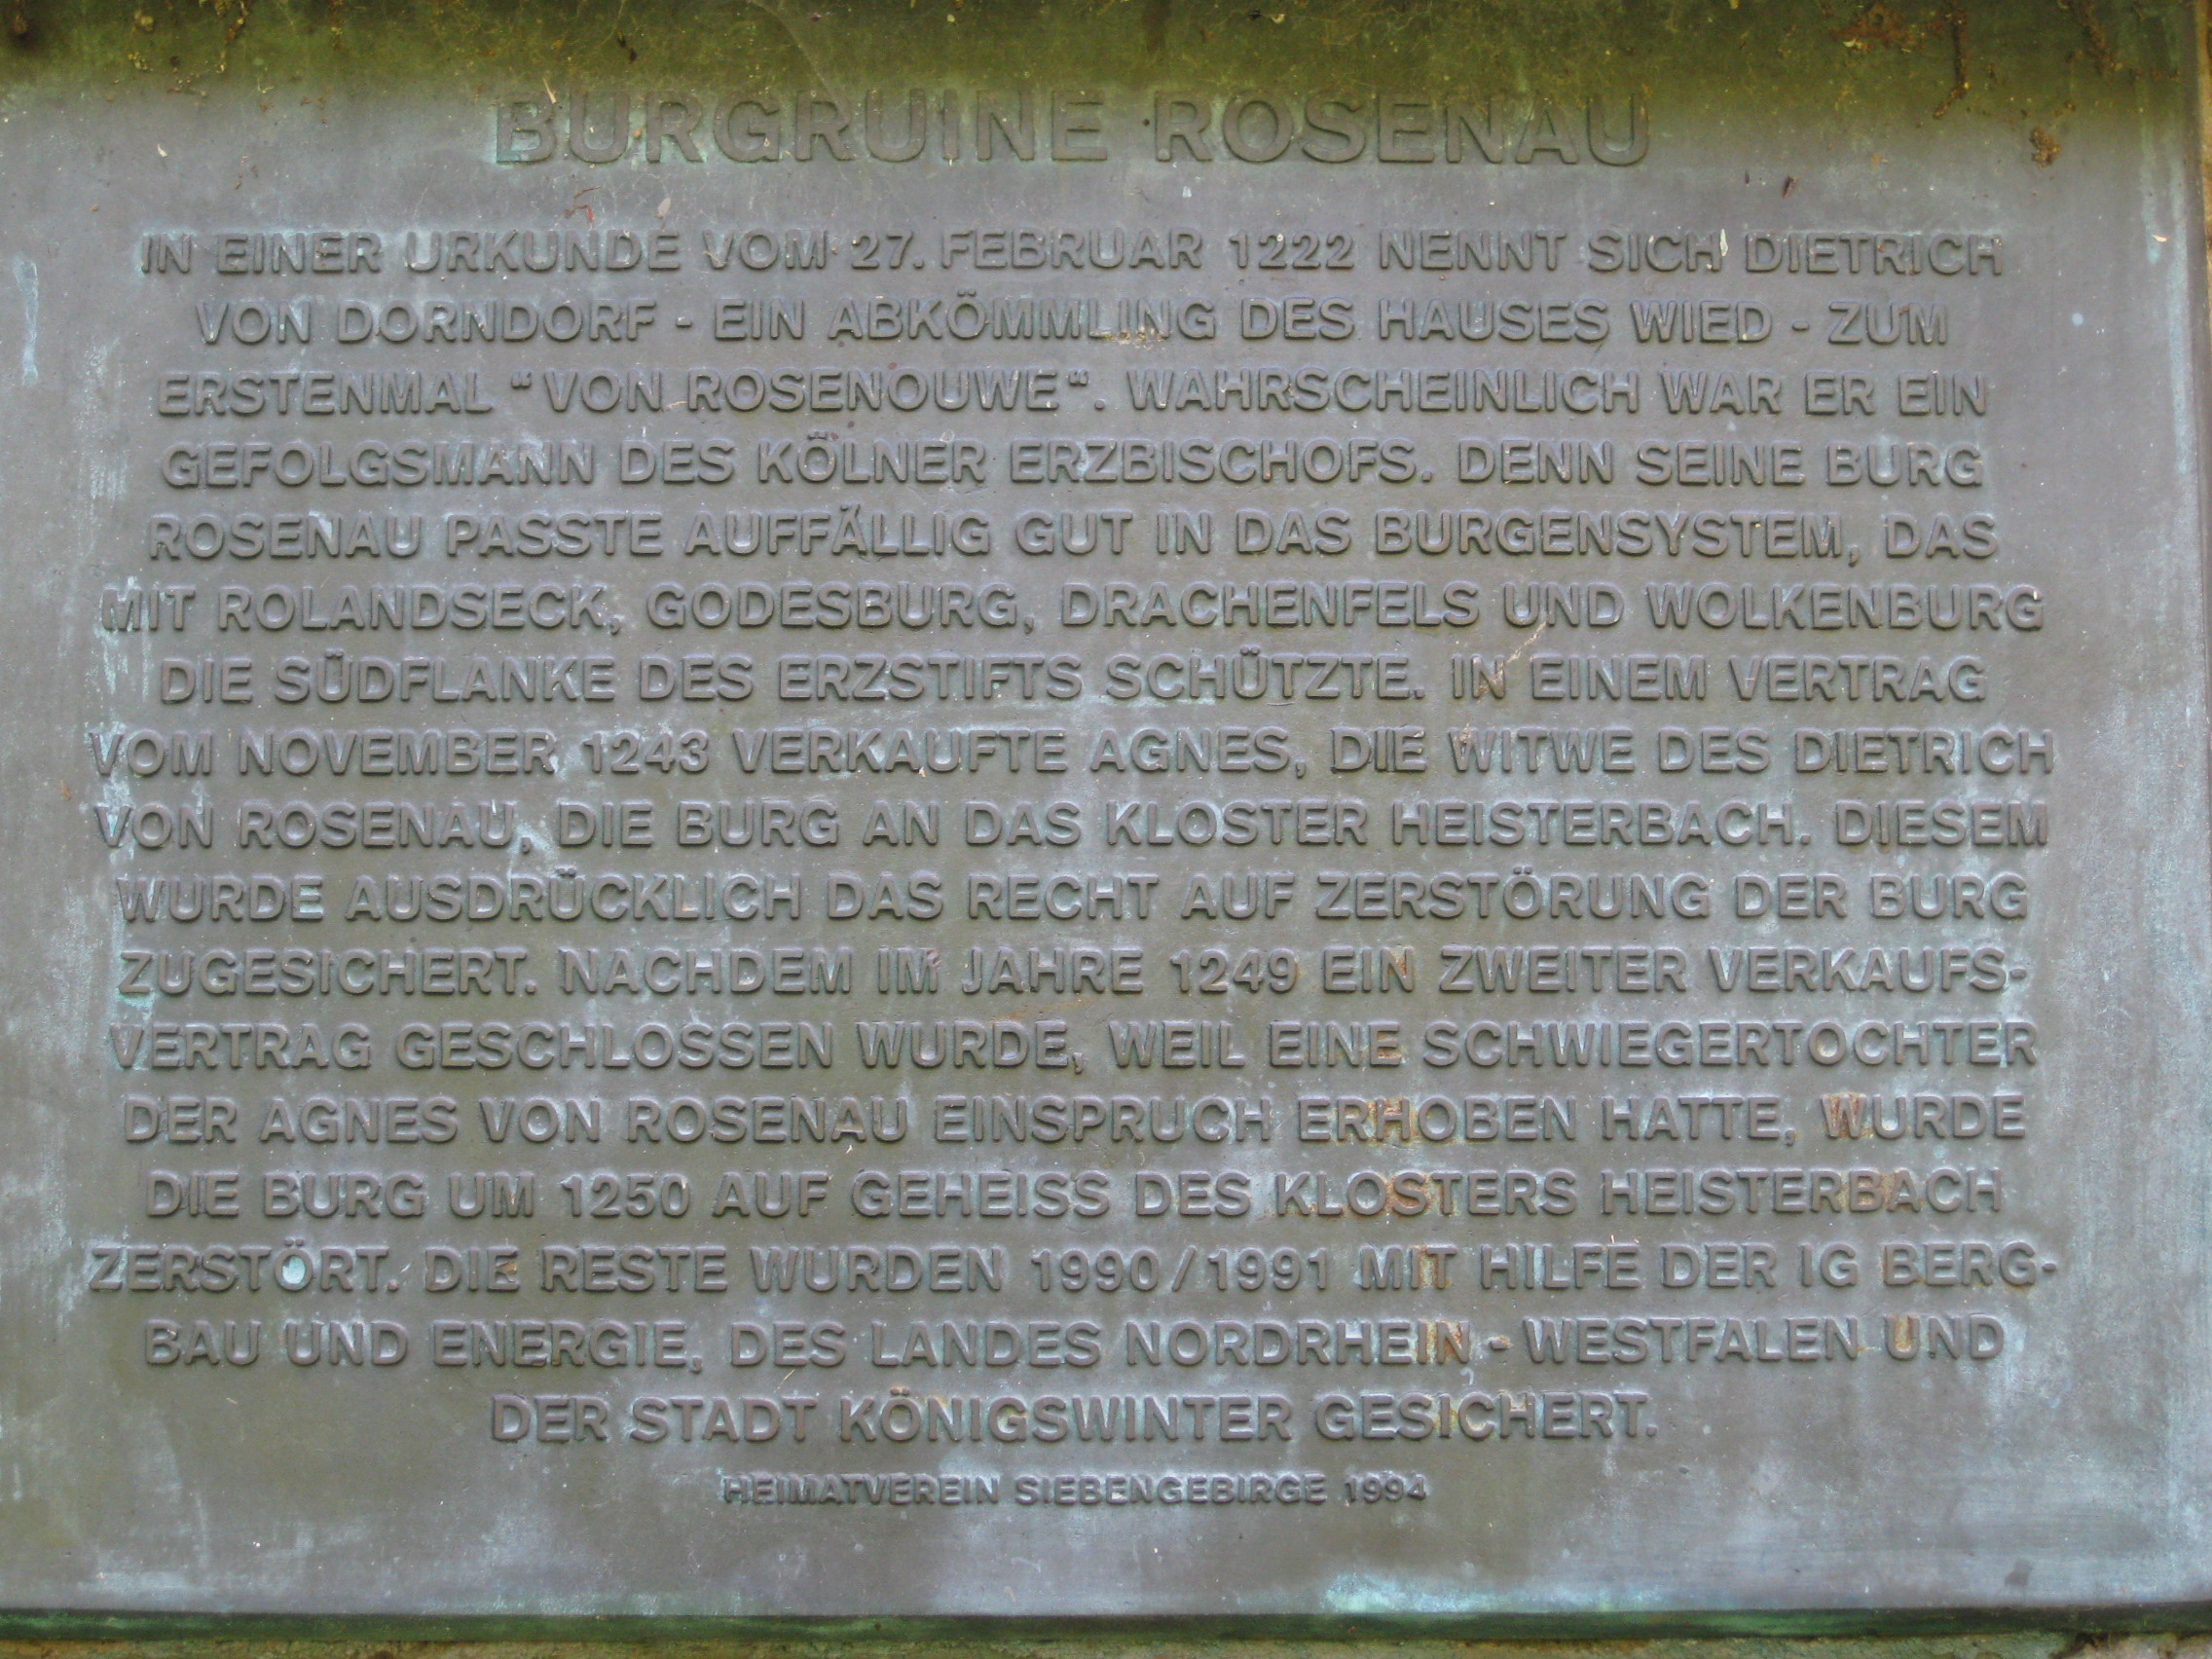 BURGRUINE ROSENAU
IN EINER URKUNDE VOM 27. FEBRUAR 1222 NENNT SICH DIETRICH
VON DORNDORF - EIN ABKÖMMLING DES HAUSES WIED - ZUM
ERSTENMAL “VON ROSENOUWE“. WAHRSCHEINLICH WAR ER EIN
GEFOLGSMANN DES KÖLNER ERZBISCHOFS. DENN SEINE BURG
ROSENAU PASSTE AUFFÄLLIG GUT IN DAS BURGENSYSTEM, DAS
MIT ROLANDSECK, GODESBURG, DRACHENFELS UND WOLKENBURG
DIE SÜDFLANKE DES ERZSTIFTS SCHÜTZTE. IN EINEM VERTRAG
VOM NOVEMBER 1243 VERKAUFTE AGNES, DIE WITWE DES DIETRICH
VON ROSENAU, DIE BURG AN DAS KLOSTER HEISTERBACH. DIESEM
WURDE AUSDRÜCKLICH DAS RECHT AUF ZERSTÖRUNG DER BURG
ZUGESICHERT. NACHDEM IM JAHRE 1249 EIN ZWEITER VERKAUFS-
VERTRAG GESCHLOSSEN WURDE, WEIL EINE SCHWIEGERTOCHTER
DER AGNES VON ROSENAU EINSPRUCH ERHOBEN HATTE, WURDE
DIE BURG UM 1250 AUF GEHEISS DES KLOSTERS HEISTERBACH
ZERSTÖRT. DIE RESTE WURDEN 1990/1991 MIT HILFE DER IG BERG-
BAU UND ENERGIE, DES LANDES NORDRHEIN-WESTFALEN UND
DER STADT KÖNIGSWINTER GESICHERT.
HEIMATVEREIN SIEBENGEBIRGE 1994